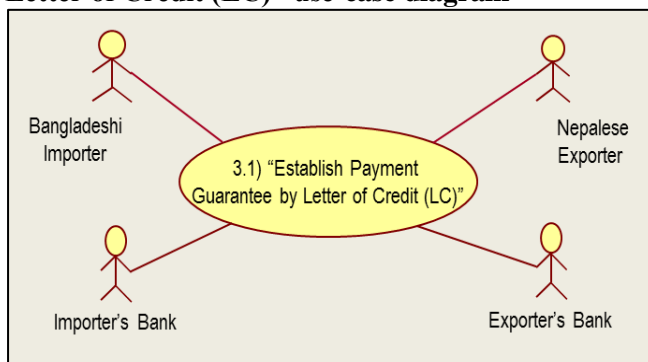 Letter of Credit (LC)" use case diagram
Bangladeshi
Importer
Nepalese
Exporter
3.1) “Establish Payment
Guarantee by Letter of Credit (LC)”
Importer’s Bank
Exporter’s Bank